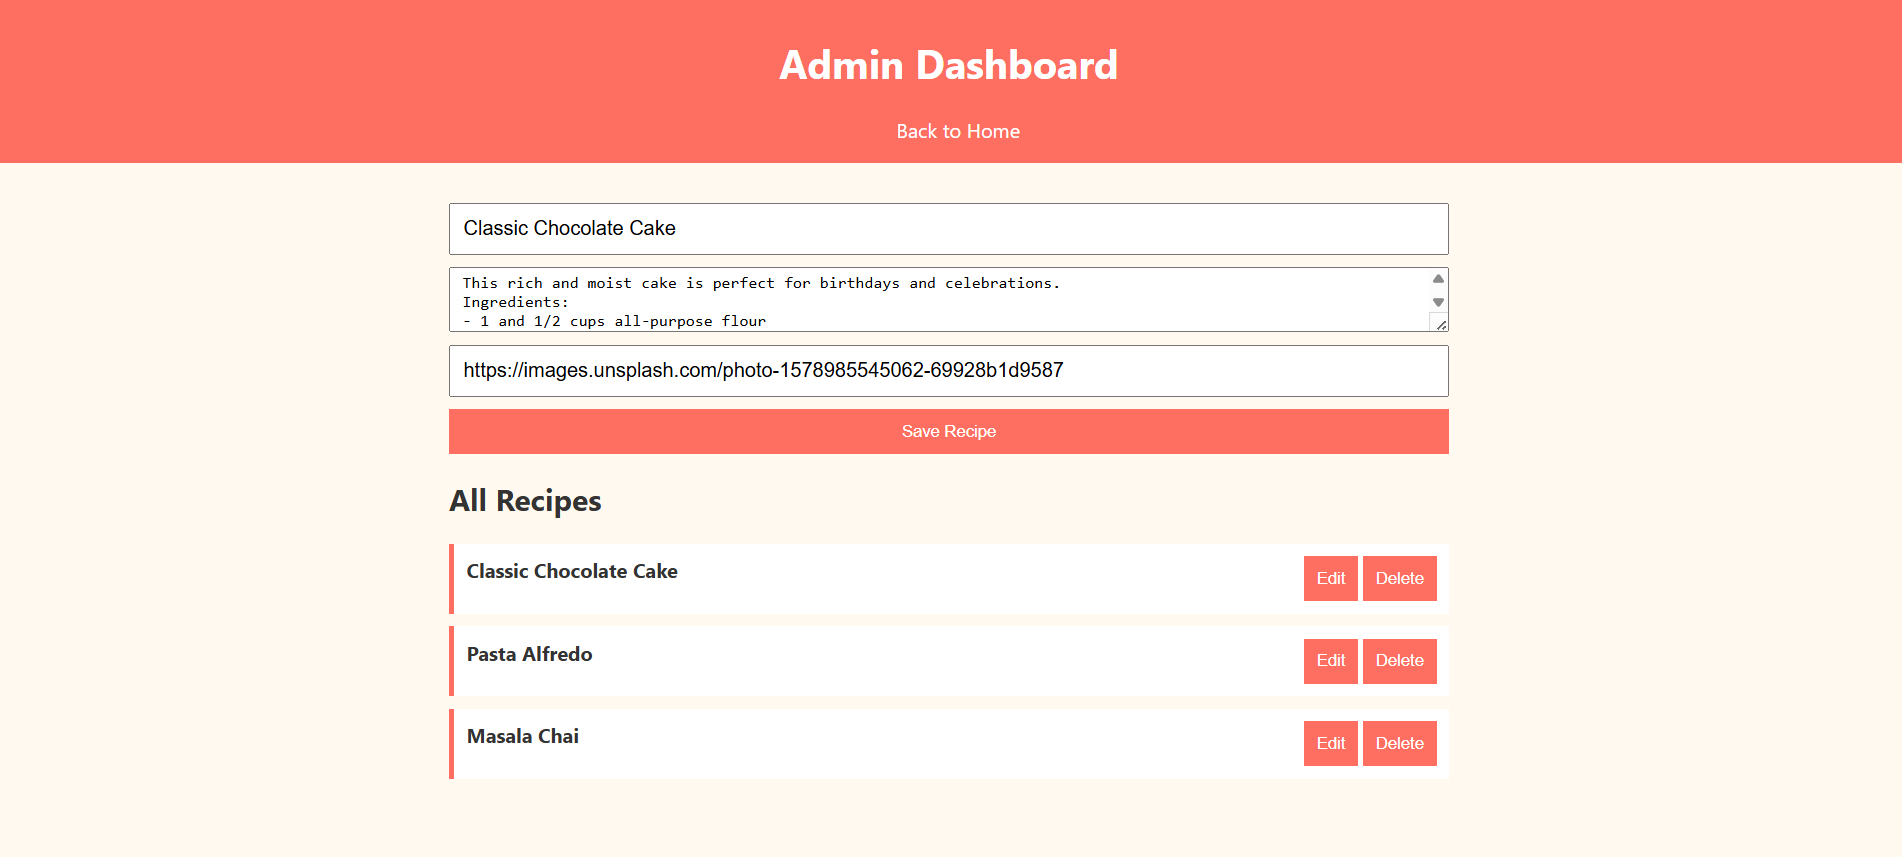 Admin Dashboard
Back to Home
Classic Chocolate Cake
This rich and moist cake is perfect for birthdays and celebrations.
Ingredients:
- 1 and 1/2 cups all-purpose flour
https://images.unsplash.com/photo-1578985545062-69928b1d9587
Save Recipe
All Recipes
Classic Chocolate Cake Edit Delete
Pasta Alfredo Edit Delete
Masala Chai Edit Delete